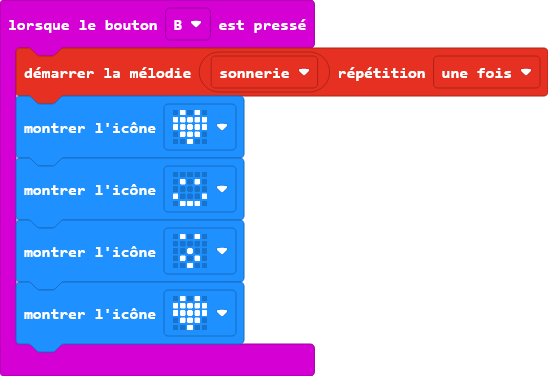 lorsque le bouton B est pressé
démarrer la mélodie sonnerie répétition une fois
montrer l'icône
montrer l'icône
montrer l'icône
montrer l'icône